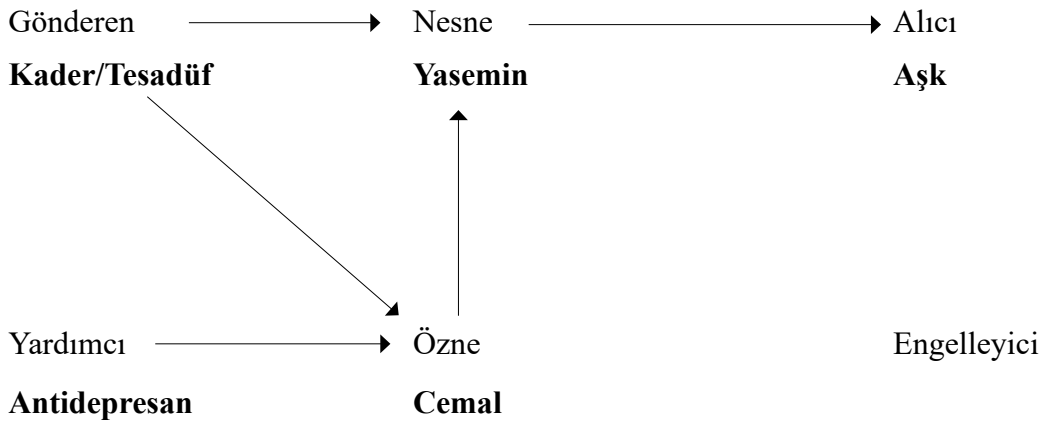 Gönderen Nesne Alıcı
Kader/Tesadüf Yasemin Aşk
Yardımcı Özne Engelleyici
Antidepresan Cemal